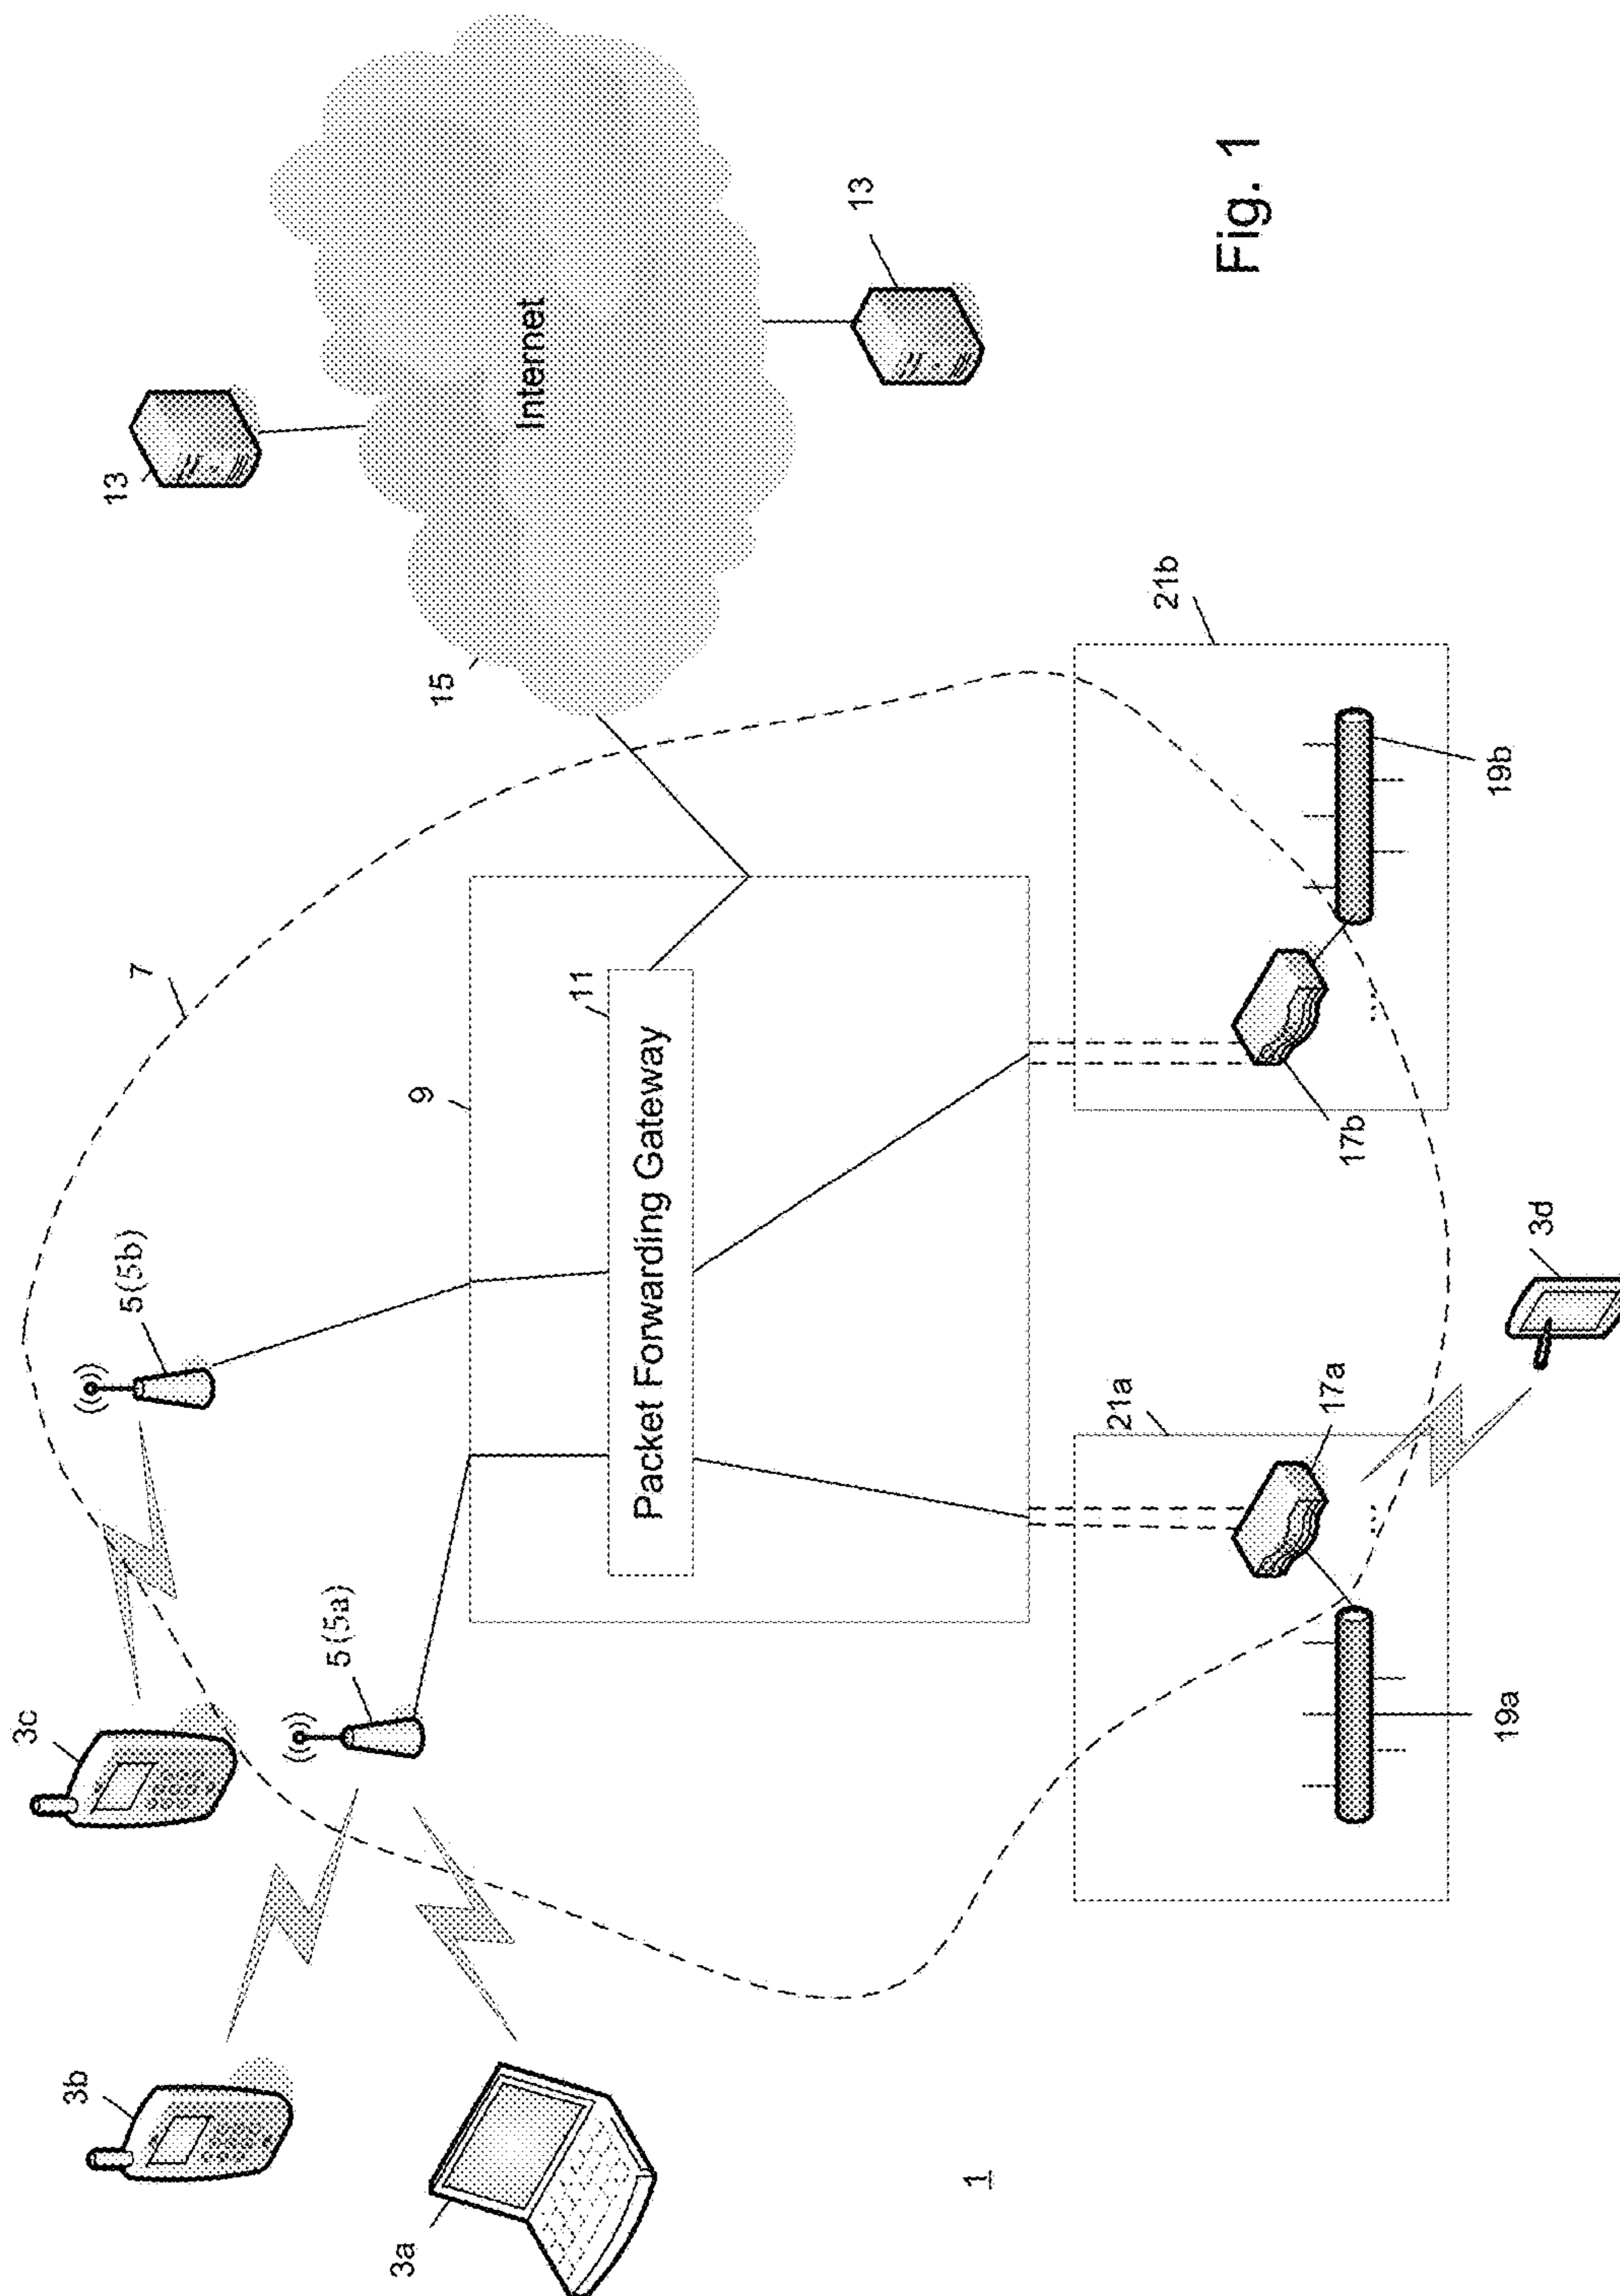 3b
3c
5(5b)
7
13
3a
5(5a)
9
11
Packet Forwarding Gateway
15
Internet
13
21a
21b
17a
17b
19a
19b
3d
1
Fig. 1